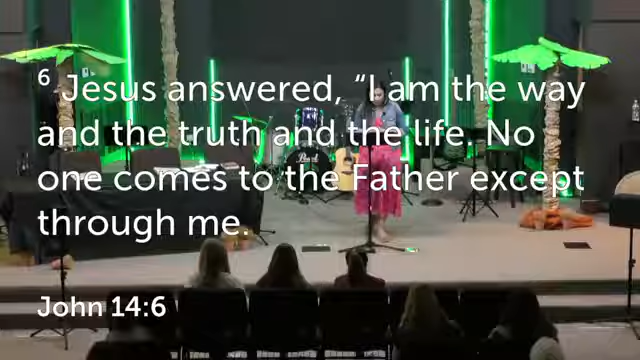 6 Jesus answered, “I am the way
and the truth and the life. No
one comes to the Father except
through me.
John 14:6
Pearl